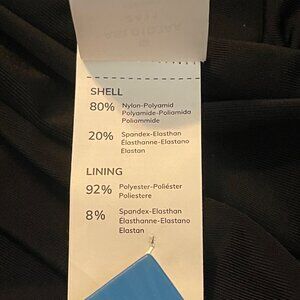 SHELL
80% Nylon-Polyamid
Polyamide-Poliamida
Poliammide
20% Spandex-Elasthan
Élasthanne-Elastano
Elastan
LINING
92% Polyester-Poliéster
Poliestere
8% Spandex-Elasthan
Élasthanne-Elastano
Elastan